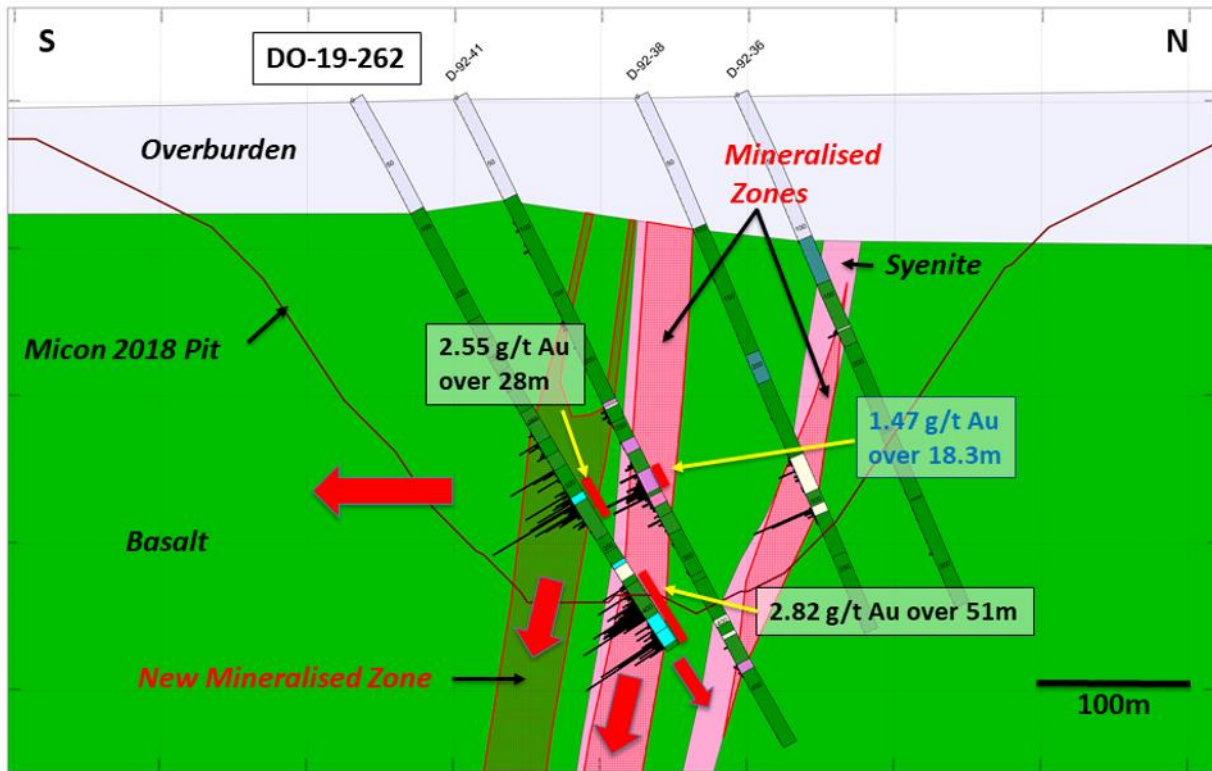 S
N
DO-19-262
D-92-41
D-92-38
D-92-36
Overburden
Mineralised
Zones
Syenite
Micon 2018 Pit
2.55 g/t Au
over 28m
1.47 g/t Au
over 18.3m
Basalt
2.82 g/t Au over 51m
New Mineralised Zone
100m